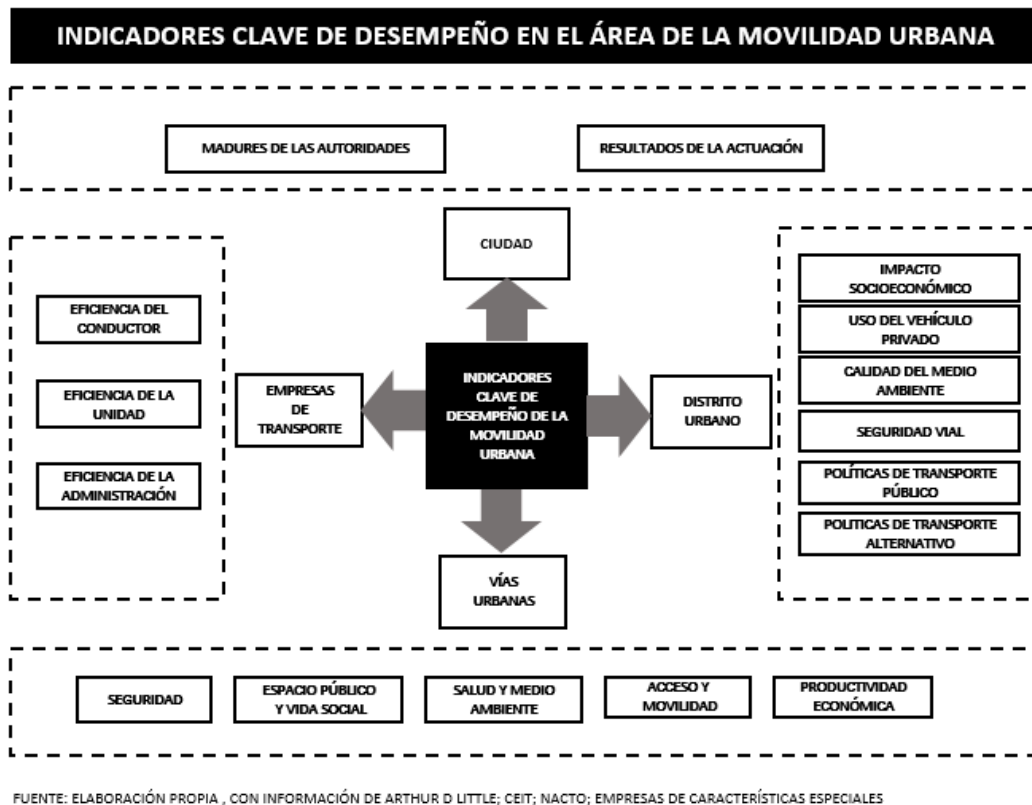 INDICADORES CLAVE DE DESEMPEÑO EN EL ÁREA DE LA MOVILIDAD URBANA
MADURES DE LAS AUTORIDADES
RESULTADOS DE LA ACTUACIÓN
CIUDAD
EFICIENCIA DEL
CONDUCTOR
EFICIENCIA DE LA
UNIDAD
EFICIENCIA DE LA
ADMINISTRACIÓN
EMPRESAS
DE
TRANSPORTE
INDICADORES
CLAVE DE
DESEMPEÑO DE LA
MOVILIDAD
URBANA
DISTRITO
URBANO
IMPACTO
SOCIOECONÓMICO
USO DEL VEHÍCULO
PRIVADO
CALIDAD DEL MEDIO
AMBIENTE
SEGURIDAD VIAL
POLÍTICAS DE TRANSPORTE
PÚBLICO
POLITICAS DE TRANSPORTE
ALTERNATIVO
VÍAS
URBANAS
SEGURIDAD
ESPACIO PÚBLICO
Y VIDA SOCIAL
SALUD Y MEDIO
AMBIENTE
ACCESO Y
MOVILIDAD
PRODUCTIVIDAD
ECONÓMICA
FUENTE: ELABORACIÓN PROPIA , CON INFORMACIÓN DE ARTHUR D LITTLE; CEIT; NACTO; EMPRESAS DE CARACTERÍSTICAS ESPECIALES